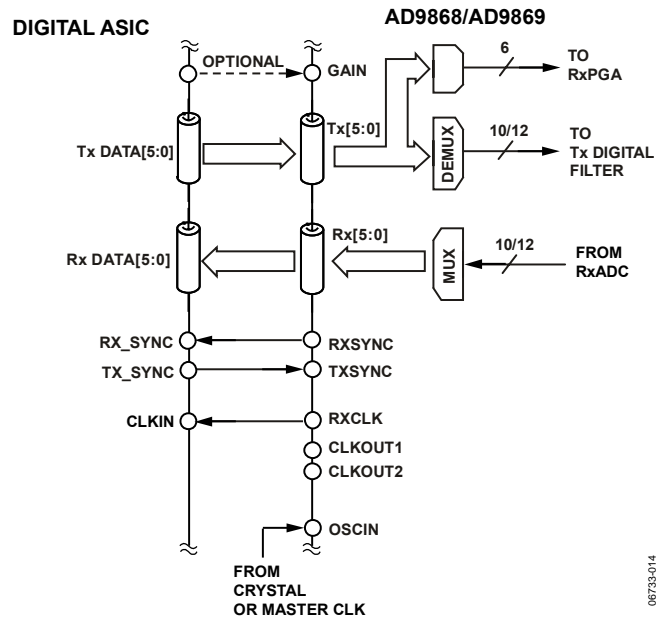 DIGITAL ASIC
AD9868/AD9869
OPTIONAL
GAIN
6
TO
RxPGA
Tx DATA[5:0]
Tx[5:0]
DEMUX
10/12
TO
Tx DIGITAL
FILTER
Rx DATA[5:0]
Rx[5:0]
MUX
10/12
FROM
RxADC
RX_SYNC
RXSYNC
TX_SYNC
TXSYNC
CLKIN
RXCLK
CLKOUT1
CLKOUT2
OSCIN
FROM
CRYSTAL
OR MASTER CLK
06733-014